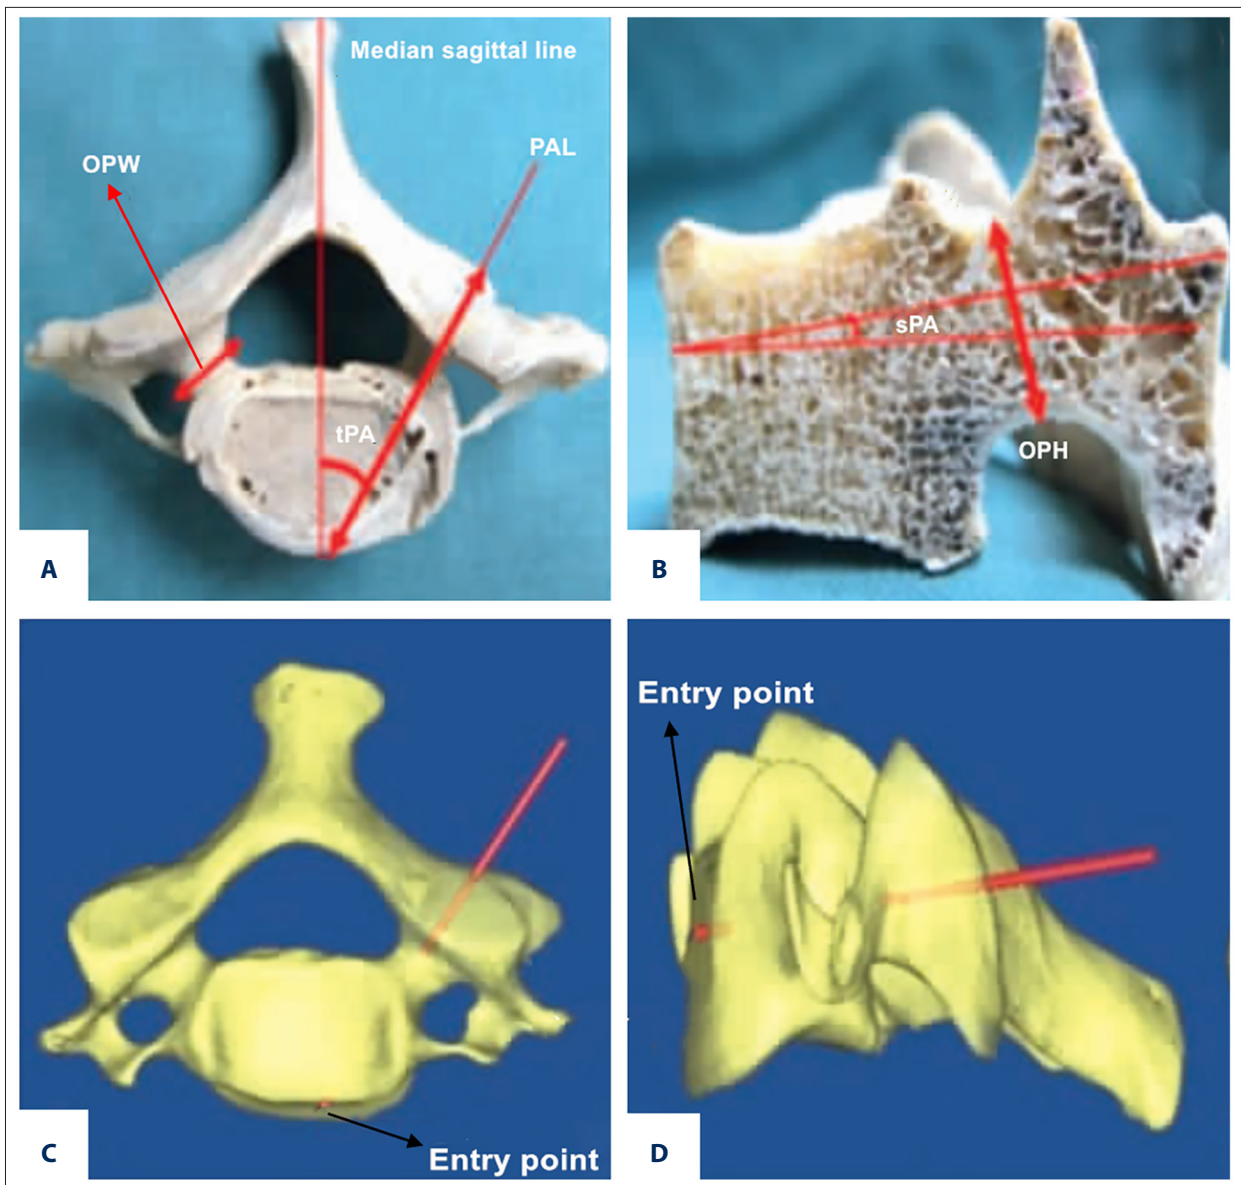 Median sagittal line
PAL
OPW
tPA
A
sPA
OPH
B
Entry point
C
Entry point
D